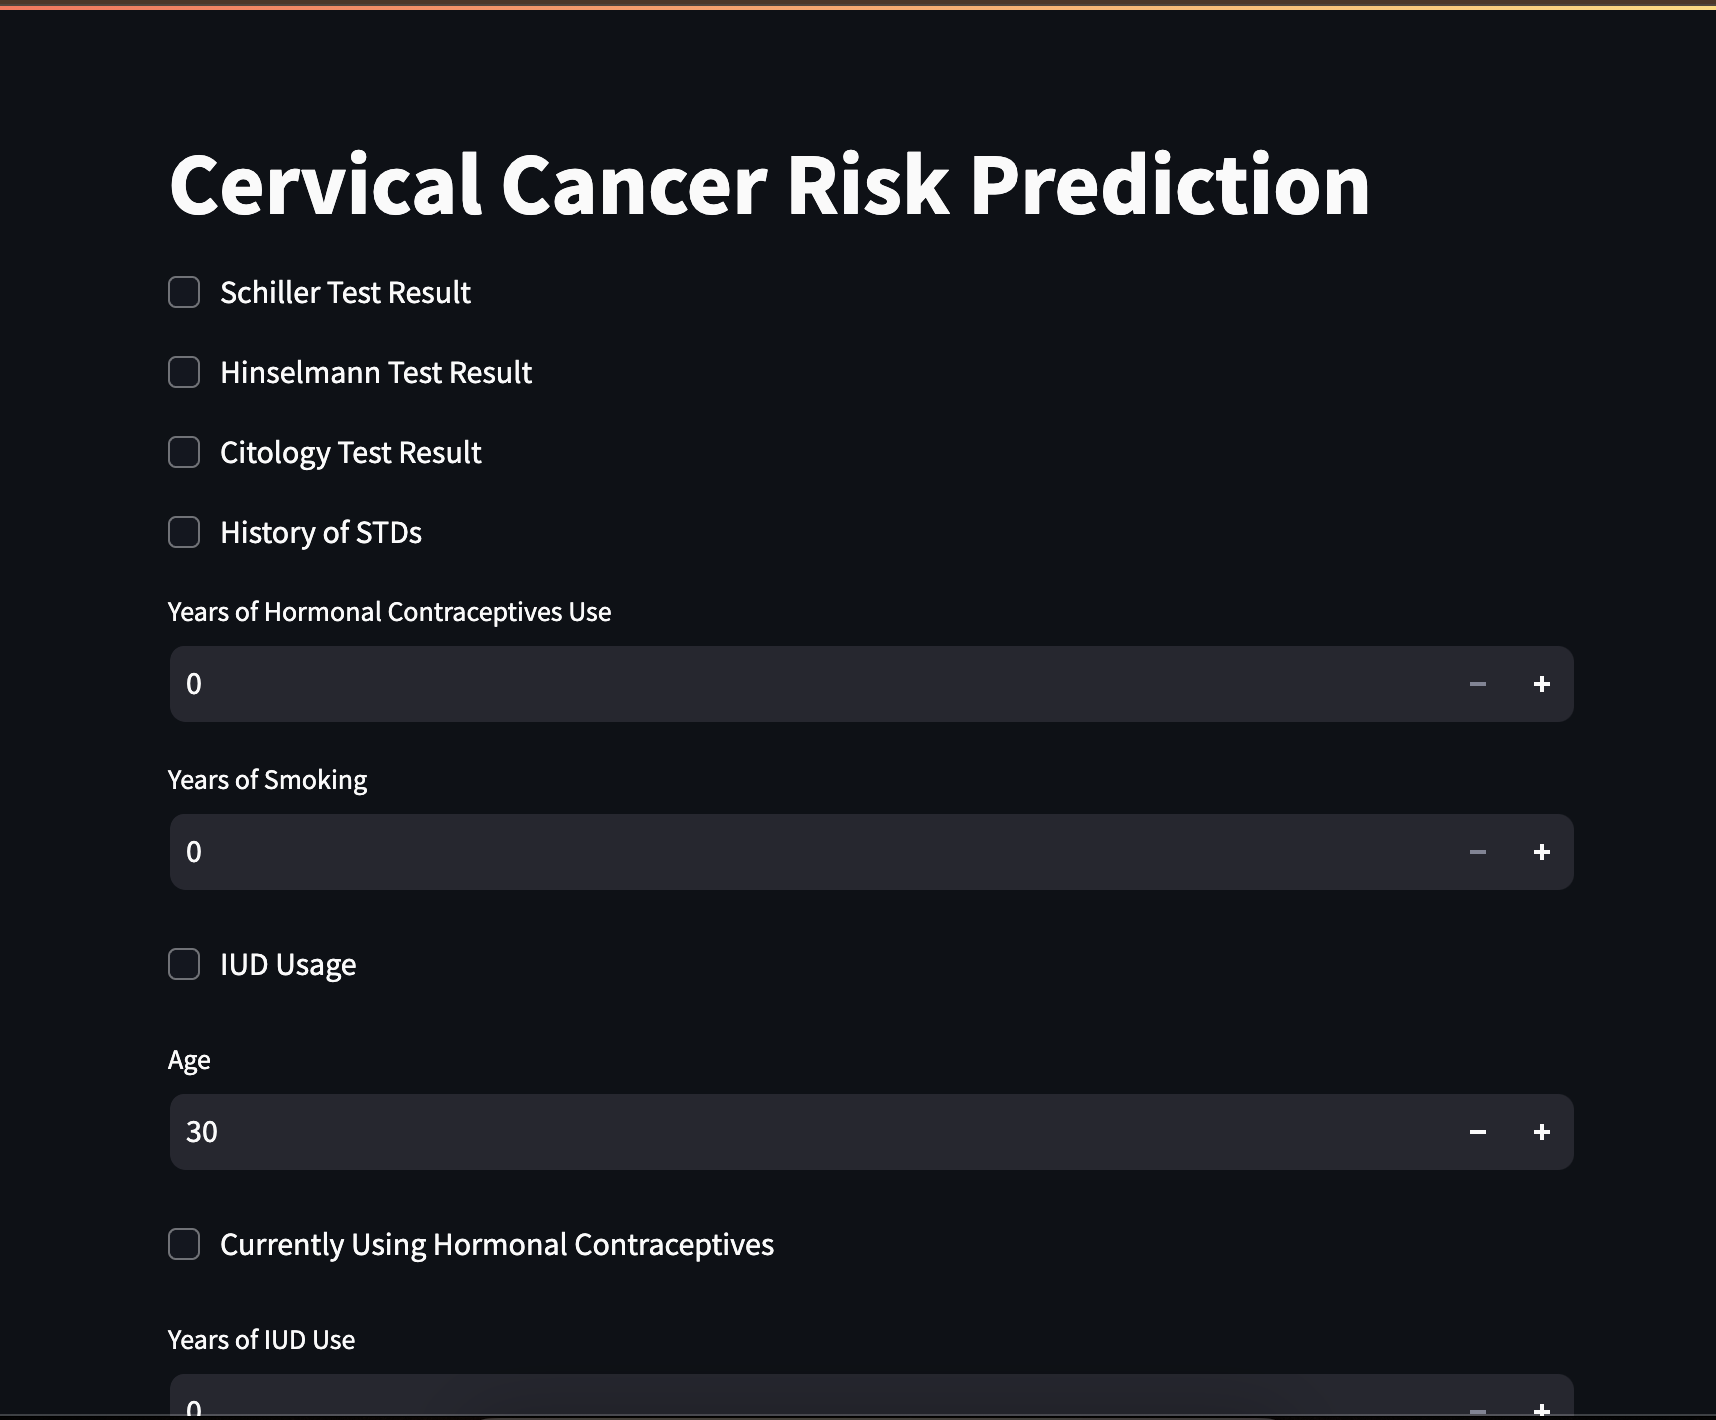 Cervical Cancer Risk Prediction
Schiller Test Result
Hinselmann Test Result
Citology Test Result
History of STDs
Years of Hormonal Contraceptives Use
0
Years of Smoking
0
IUD Usage
Age
30
Currently Using Hormonal Contraceptives
Years of IUD Use
0